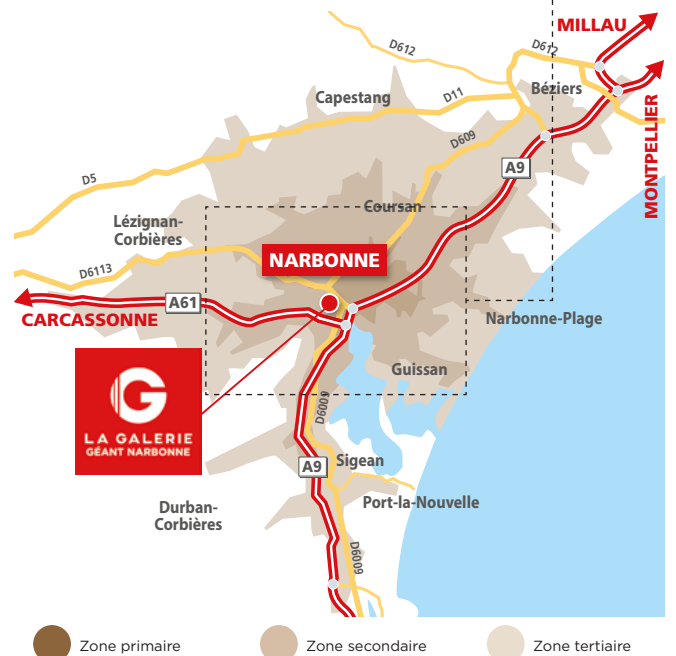 MILLAU
D612
D612
Béziers
Capestang
D11
MONTPELLIER
D609
A9
D5
Coursan
Lézignan-
Corbières
NARBONNE
D6113
A61
CARCASSONNE
Narbonne-Plage
Guissan
LA GALERIE
GÉANT NARBONNE
D6009
A9
Sigean
Port-la-Nouvelle
Durban-
Corbières
D6009
Zone primaire
Zone secondaire
Zone tertiaire